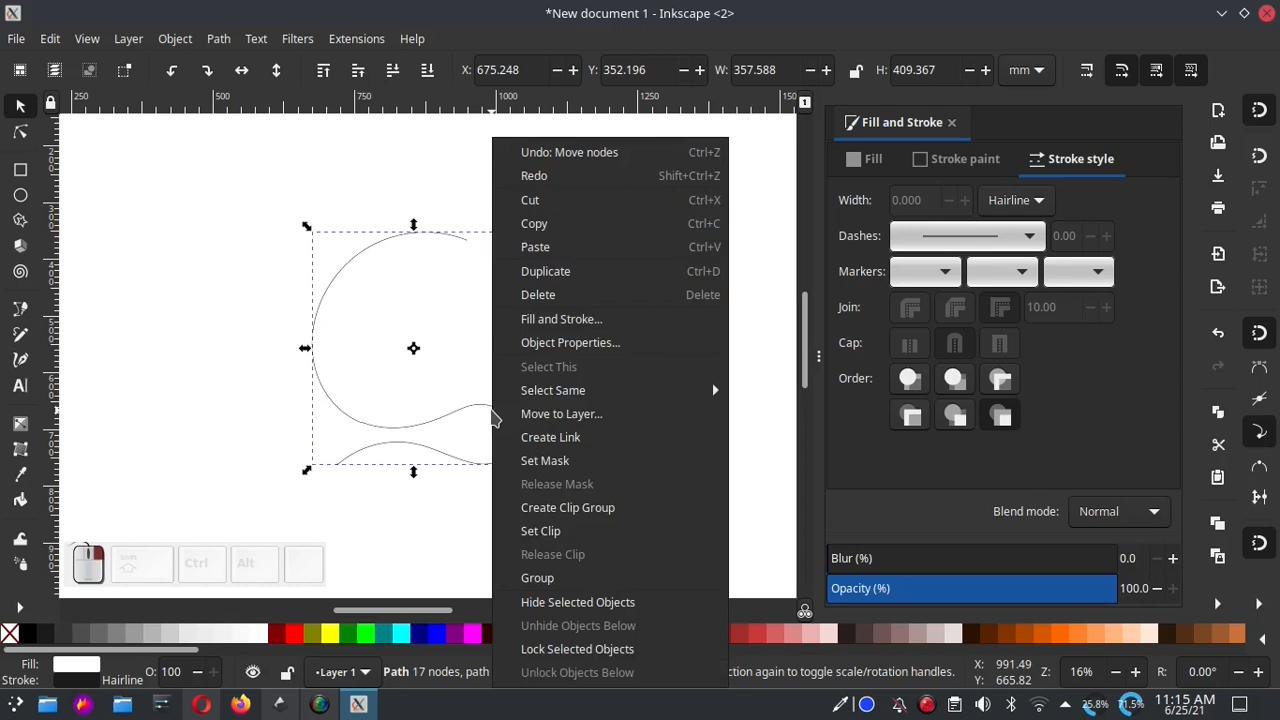 *New document 1 - Inkscape <2>
File Edit View Layer Object Path Text Filters Extensions Help
X: 675.248 Y: 352.196 W: 357.588 H: 409.367 mm
250 500 750 1000 1250
1
Fill and Stroke
Fill Stroke paint Stroke style
Width: 0.000 Hairline
Dashes: 0.00
Markers:
Join: 10.00
Cap:
Order:
Blend mode: Normal
Blur (%) 0.0
Opacity (%) 100.0
Undo: Move nodes Ctrl+Z
Redo Shift+Ctrl+Z
Cut Ctrl+X
Copy Ctrl+C
Paste Ctrl+V
Duplicate Ctrl+D
Delete Delete
Fill and Stroke...
Object Properties...
Select This
Select Same
Move to Layer...
Create Link
Set Mask
Release Mask
Create Clip Group
Set Clip
Release Clip
Group
Hide Selected Objects
Unhide Objects Below
Lock Selected Objects
Unlock Objects Below
Shift Ctrl Alt
Fill: O: 100 •Layer 1 Path 17 nodes, path
Stroke: Hairline
ction again to toggle scale/rotation handles.
X: 991.49 Z: 16% R: 0.00°
Y: 665.82
25.8% 71.5% 11:15 AM
6/25/21